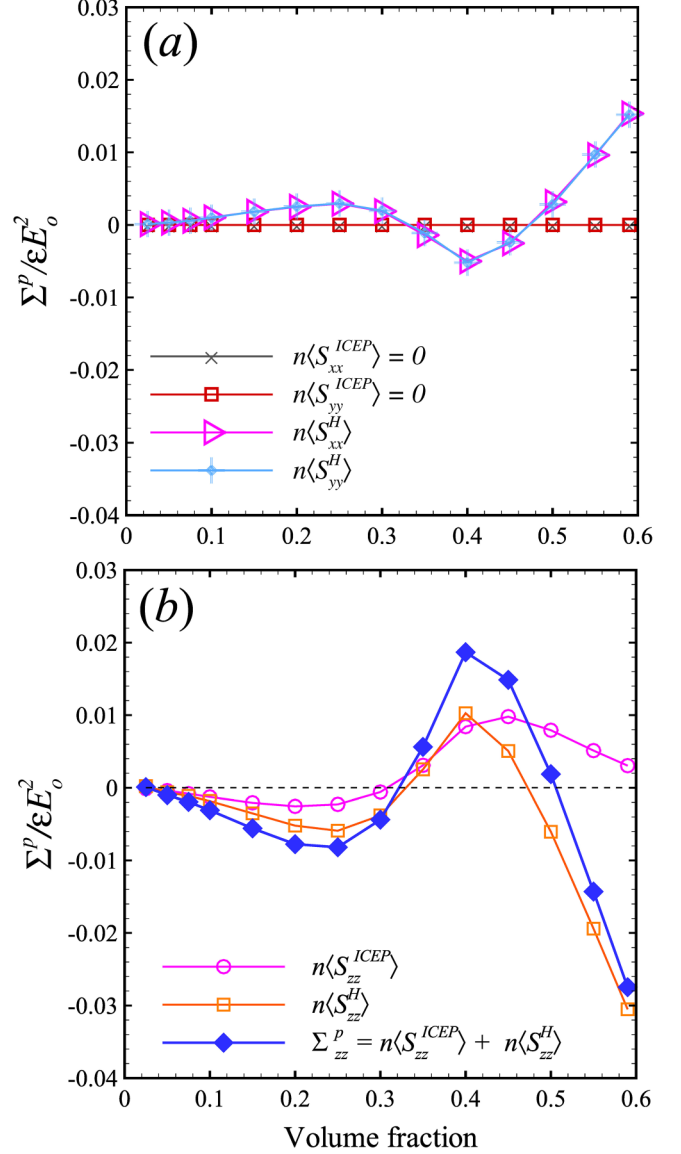 (a)
0.03
0.02
0.01
0
-0.01
-0.02
-0.03
-0.04
Σ^p/εE_o^2
n⟨S_xx^ICEP⟩ = 0
n⟨S_yy^ICEP⟩ = 0
n⟨S_xx^H⟩
n⟨S_yy^H⟩
0 0.1 0.2 0.3 0.4 0.5 0.6
(b)
0.03
0.02
0.01
0
-0.01
-0.02
-0.03
-0.04
Σ^p/εE_o^2
n⟨S_zz^ICEP⟩
n⟨S_zz^H⟩
Σ_zz^p = n⟨S_zz^ICEP⟩ + n⟨S_zz^H⟩
0 0.1 0.2 0.3 0.4 0.5 0.6
Volume fraction